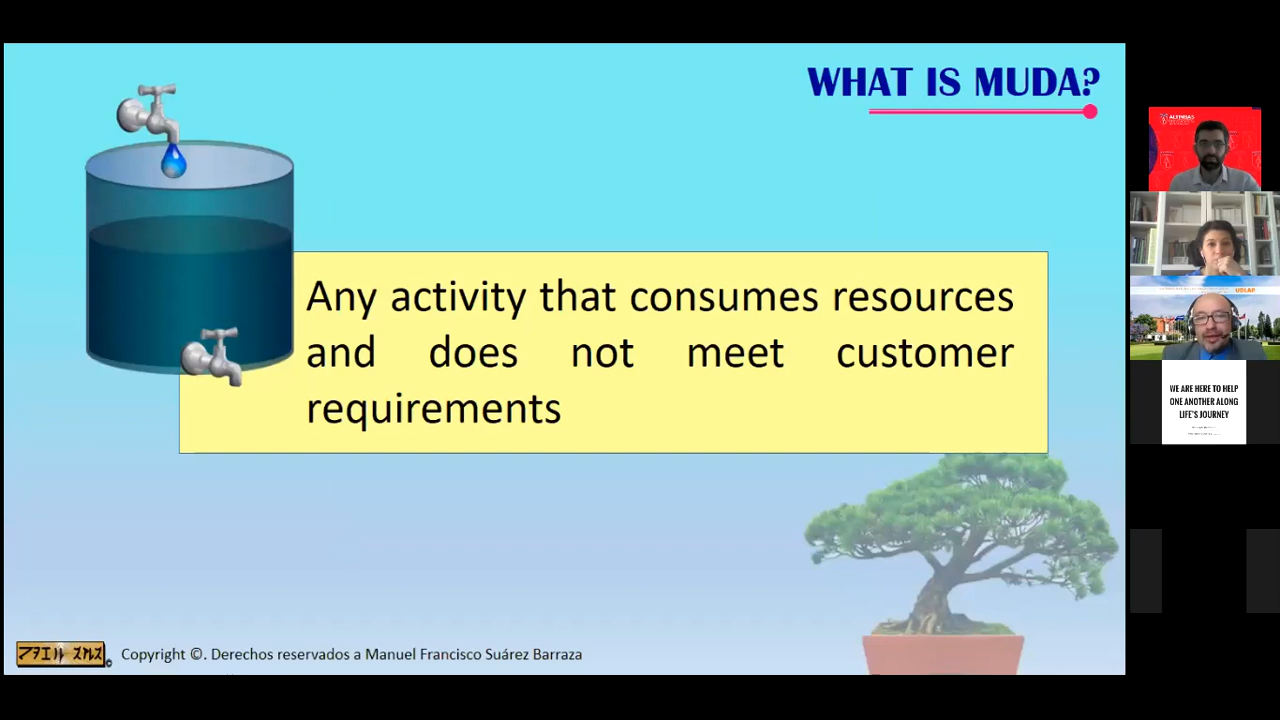 WHAT IS MUDA?
Any activity that consumes resources
and does not meet customer
requirements
Copyright ©. Derechos reservados a Manuel Francisco Suárez Barraza
UDLAP
WE ARE HERE TO HELP
ONE ANOTHER ALONG
LIFE'S JOURNEY